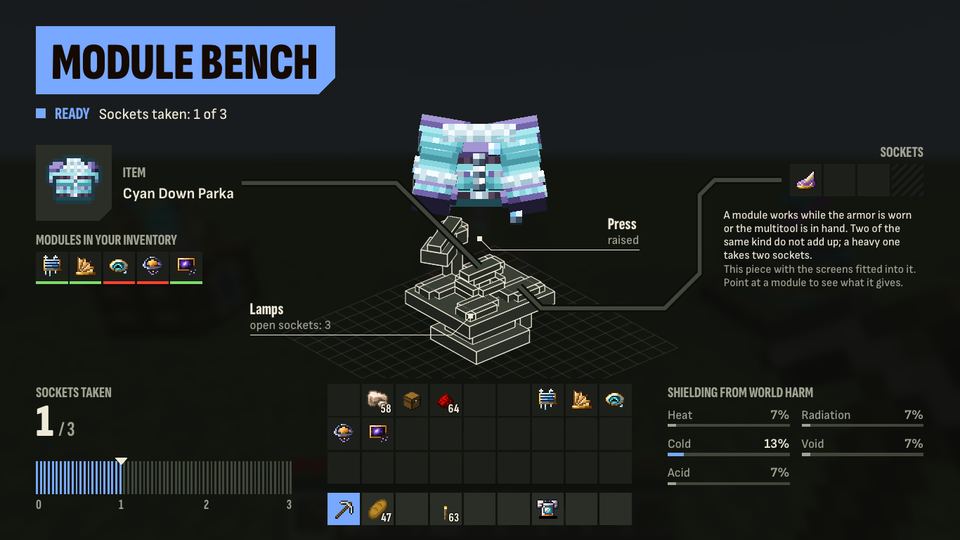 MODULE BENCH
READY Sockets taken: 1 of 3
ITEM
Cyan Down Parka
MODULES IN YOUR INVENTORY
SOCKETS
A module works while the armor is worn
or the multitool is in hand. Two of the
same kind do not add up; a heavy one
takes two sockets.
This piece with the screens fitted into it.
Point at a module to see what it gives.
Press
raised
Lamps
open sockets: 3
SOCKETS TAKEN
1 / 3
0 1 2 3
58 64
47 63
SHIELDING FROM WORLD HARM
Heat 7% Radiation 7%
Cold 13% Void 7%
Acid 7%